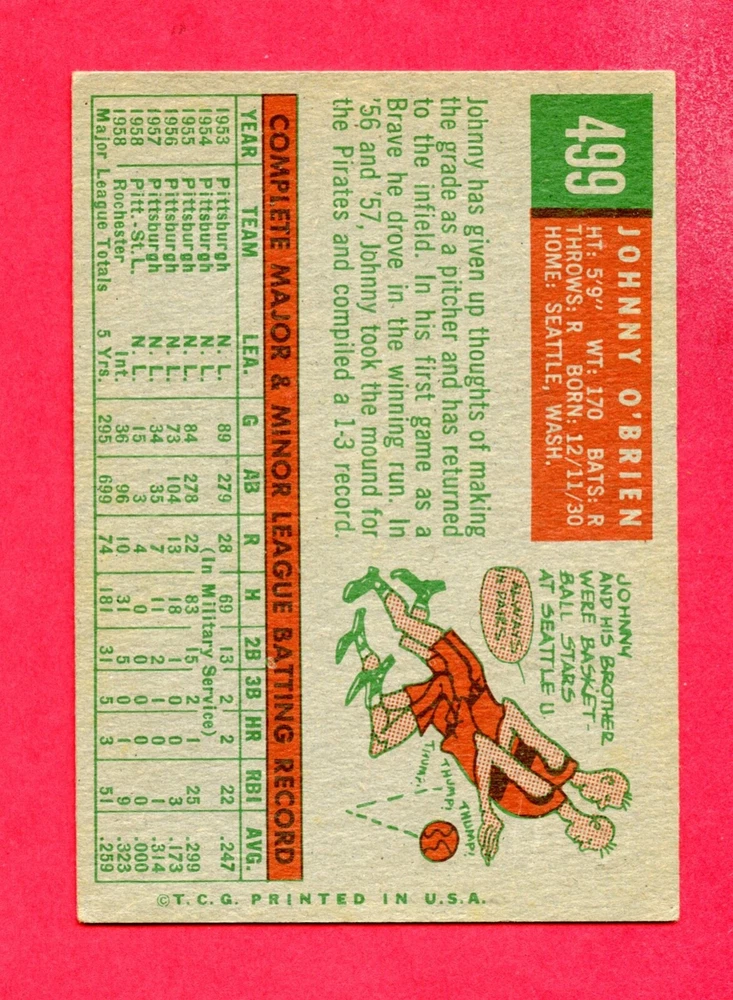 499
JOHNNY O'BRIEN
HT: 5'9" WT: 170 BATS: R
THROWS: R BORN: 12/11/30
HOME: SEATTLE, WASH.
Johnny has given up thoughts of making
the grade as a pitcher and has returned
to the infield. In his first game as a
Brave he drove in the winning run. In
'56 and '57, Johnny took the mound for
the Pirates and compiled a 1-3 record.
JOHNNY
AND HIS BROTHER
WERE BASKET-
BALL STARS
AT SEATTLE U.
ALWAYS
THUMP!
THUMP!
THUMP!
COMPLETE MAJOR & MINOR LEAGUE BATTING RECORD
YEAR TEAM LEA. G AB R H 2B 3B HR RBI AVG.
1953 Pittsburgh N. L. 89 279 28 69 13 2 2 22 .247
1954 Pittsburgh (In Military Service)
1955 Pittsburgh N. L. 84 278 22 83 15 2 1 25 .299
1956 Pittsburgh N. L. 73 104 13 18 1 0 0 3 .173
1957 Pittsburgh N. L. 34 35 7 11 2 1 0 1 .314
1958 Pitt.-St. L. N. L. 15 3 4 0 0 0 0 0 .000
1958 Rochester Int. 36 96 10 31 5 0 1 9 .323
Major League Totals 5 Yrs. 295 699 74 181 31 5 3 51 .259
© T. C. G. PRINTED IN U. S. A.